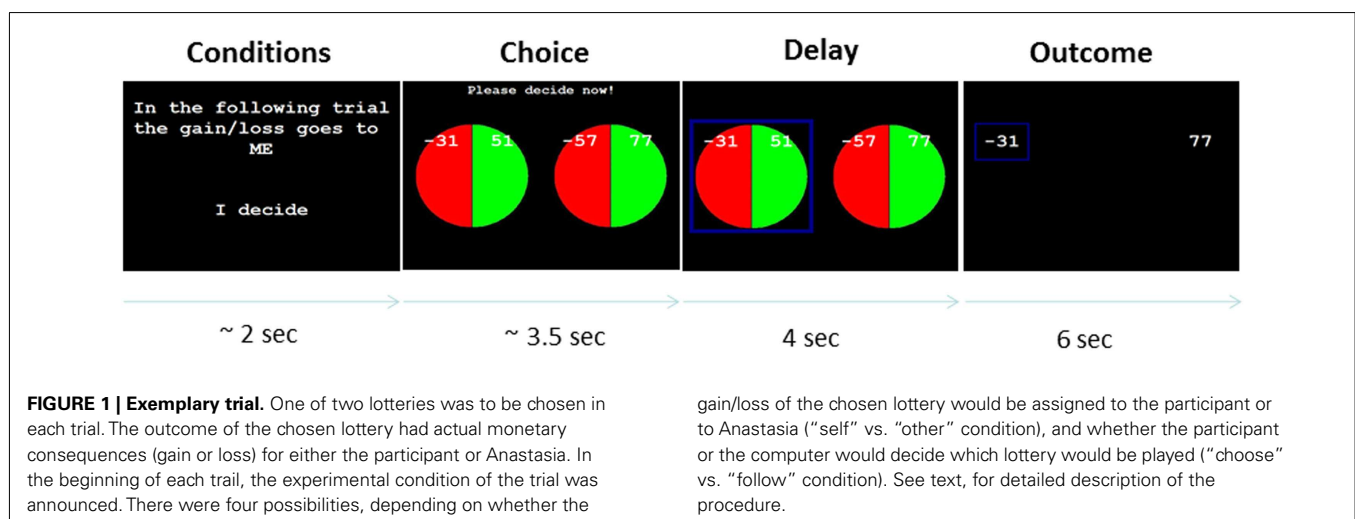 Conditions Choice Delay Outcome
In the following trial
the gain/loss goes to
ME
I decide
Please decide now!
-31 51 -57 77
-31 51 -57 77
-31 77
~ 2 sec ~ 3.5 sec 4 sec 6 sec
FIGURE 1 | Exemplary trial. One of two lotteries was to be chosen in
each trial. The outcome of the chosen lottery had actual monetary
consequences (gain or loss) for either the participant or Anastasia. In
the beginning of each trail, the experimental condition of the trial was
announced. There were four possibilities, depending on whether the
gain/loss of the chosen lottery would be assigned to the participant or
to Anastasia (“self” vs. “other” condition), and whether the participant
or the computer would decide which lottery would be played (“choose”
vs. “follow” condition). See text, for detailed description of the
procedure.